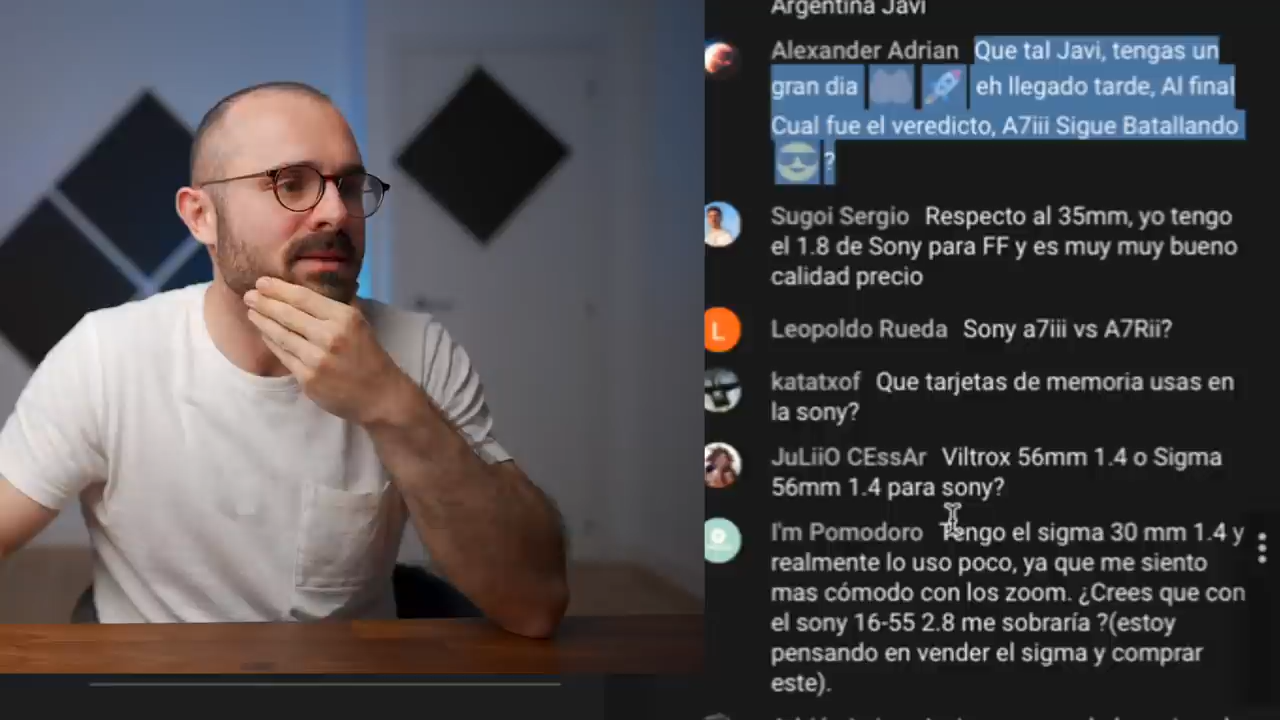 Argentina Javi
Alexander Adrian Que tal Javi, tengas un
gran dia eh llegado tarde, Al final
Cual fue el veredicto, A7iii Sigue Batallando
?
Sugoi Sergio Respecto al 35mm, yo tengo
el 1.8 de Sony para FF y es muy muy bueno
calidad precio
L
Leopoldo Rueda Sony a7iii vs A7Rii?
katatxof Que tarjetas de memoria usas en
la sony?
JuLiiO CEssAr Viltrox 56mm 1.4 o Sigma
56mm 1.4 para sony?
I'm Pomodoro Tengo el sigma 30 mm 1.4 y
realmente lo uso poco, ya que me siento
mas cómodo con los zoom. ¿Crees que con
el sony 16-55 2.8 me sobraría ?(estoy
pensando en vender el sigma y comprar
este).